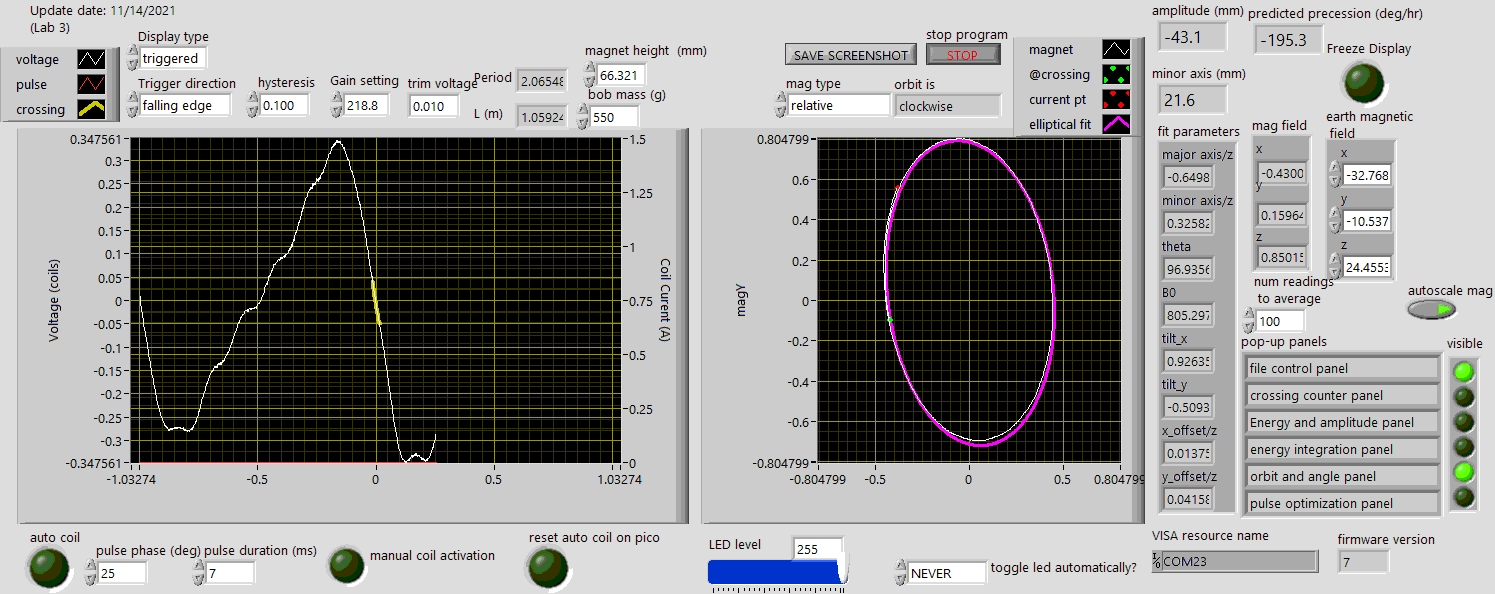 Update date: 11/14/2021
(Lab 3)
voltage
pulse
crossing
Display type
triggered
Trigger direction
falling edge
hysteresis
0.100
Gain setting
218.8
trim voltage
0.010
Period
2.0654
L (m)
1.0592
magnet height (mm)
66.321
bob mass (g)
550
SAVE SCREENSHOT
stop program
STOP
mag type
relative
orbit is
clockwise
magnet
@crossing
current pt
elliptical fit
amplitude (mm)
-43.1
predicted precession (deg/hr)
-195.3
minor axis (mm)
21.6
Freeze Display
Voltage (coils)
0.347561
0.3
0.25
0.2
0.15
0.1
0.05
0
-0.05
-0.1
-0.15
-0.2
-0.25
-0.3
-0.347561
1.5
1.25
1
0.75
-0.5
0.25
0
Coil Curent (A)
-1.03274
-0.5
0
0.5
1.03274
magy
0.804799
0.6
0.4
0.2
0
-0.2
-0.4
-0.6
-0.804799
-0.804799
-0.5
0
0.5
0.804799
fit parameters
major axis/z
-0.6498
minor axis/z
0.3258
theta
96.935
B0
805.297
tilt_x
0.9263
tilt_y
-0.5093
x_offset/z
0.0137
y_offset/z
0.0415
mag field
x
-0.4300
y
0.1596
z
0.8501
earth magnetic
field
x
-32.768
y
-10.537
z
24.455
num readings
to average
100
autoscale mag
pop-up panels
visible
file control panel
crossing counter panel
Energy and amplitude panel
energy integration panel
orbit and angle panel
pulse optimization panel
auto coil
pulse phase (deg)
25
pulse duration (ms)
7
manual coil activation
reset auto coil on pico
LED level
255
NEVER
toggle led automatically?
VISA resource name
COM23
firmware version
7